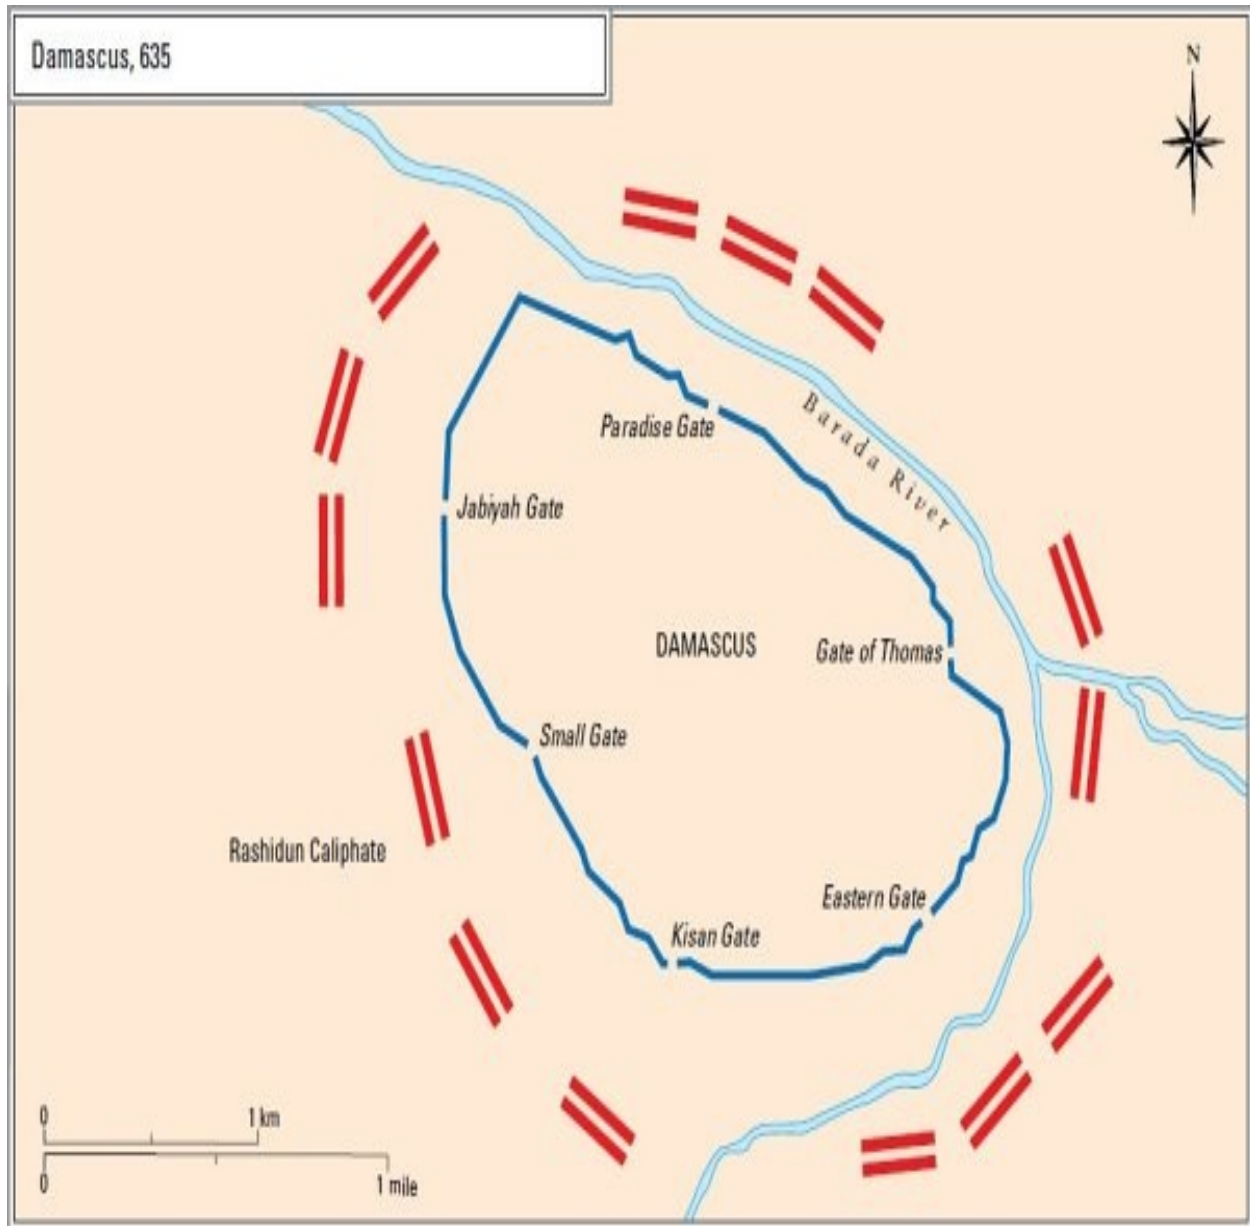 Damascus, 635
N
Paradise Gate
Barada River
Jabiyah Gate
DAMASCUS
Gate of Thomas
Small Gate
Rashidun Caliphate
Eastern Gate
Kisan Gate
0 1 km
0 1 mile